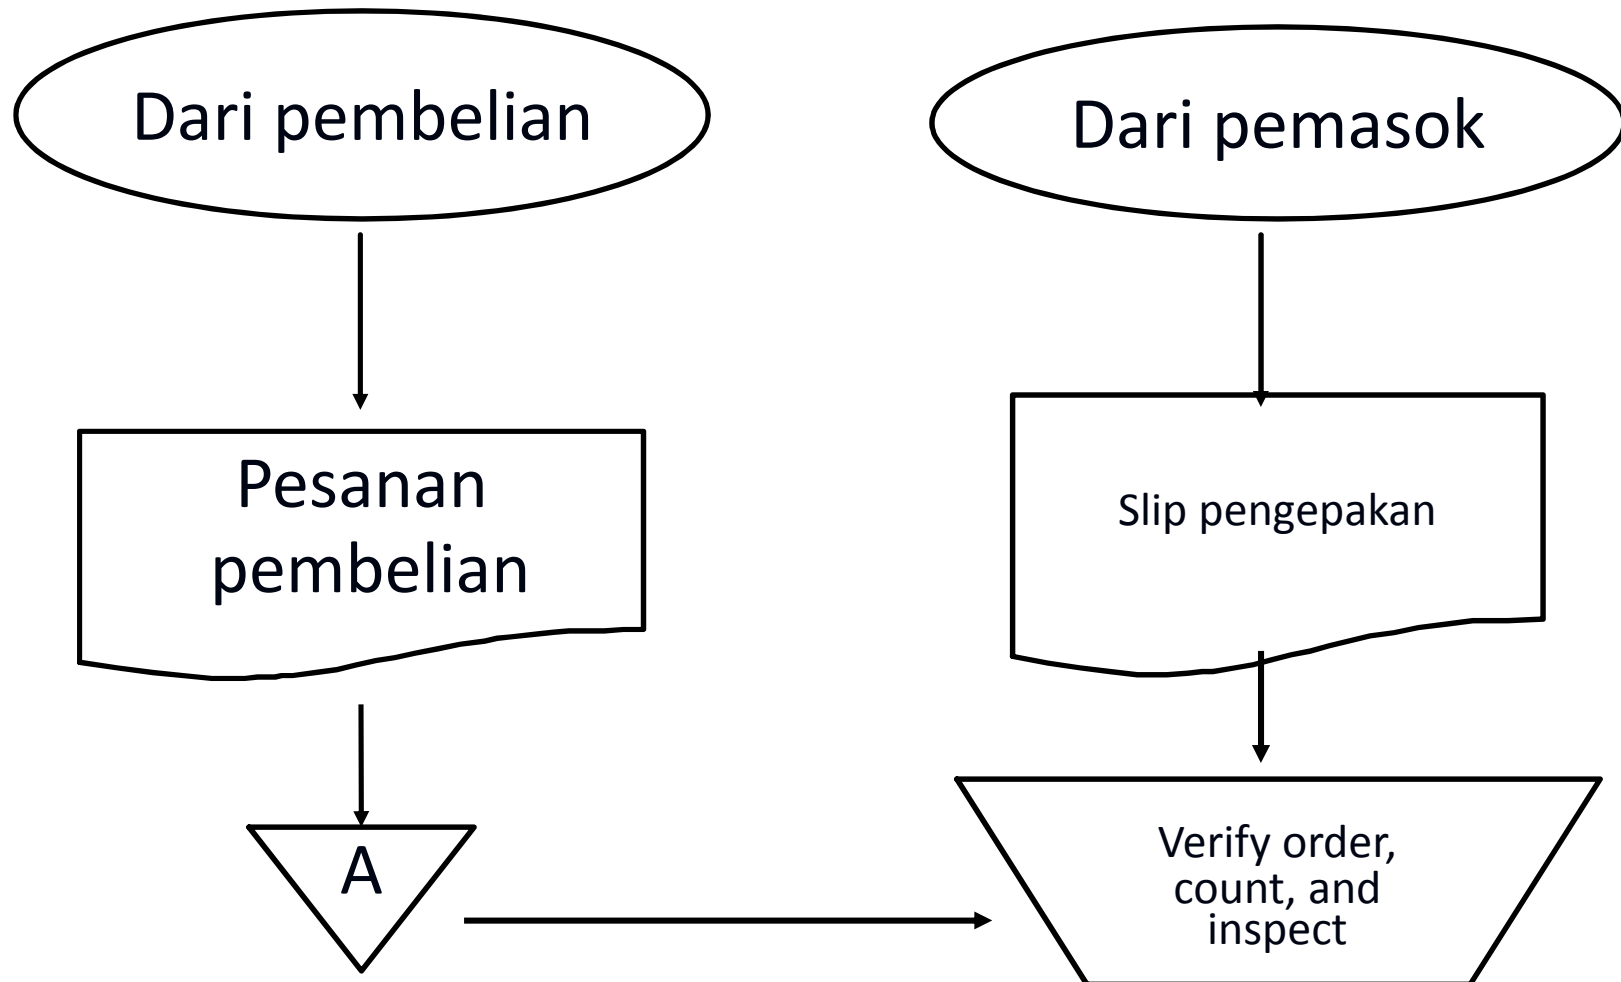 Dari pembelian
Dari pemasok
Pesanan
pembelian
Slip pengepakan
A
Verify order,
count, and
inspect